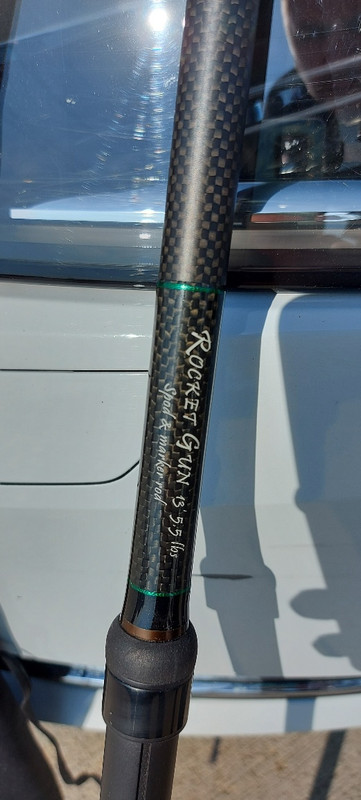 ROCKET GUN 13' 5.5 lbs
Spod & marker rod